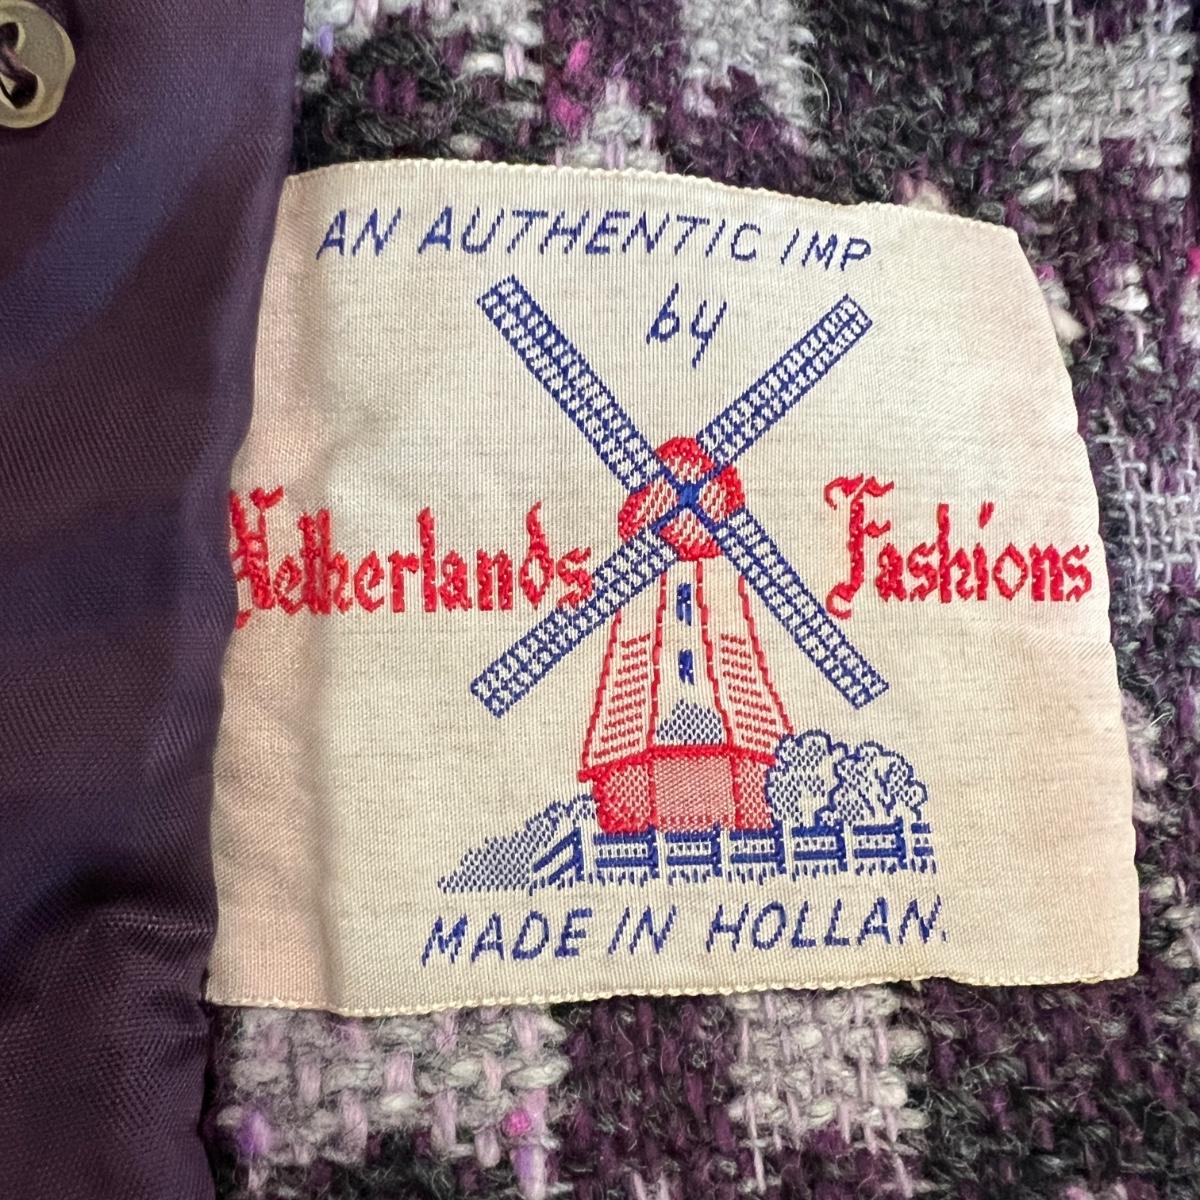 AN AUTHENTIC IMP
by
Netherlands Fashions
MADE IN HOLLAN.